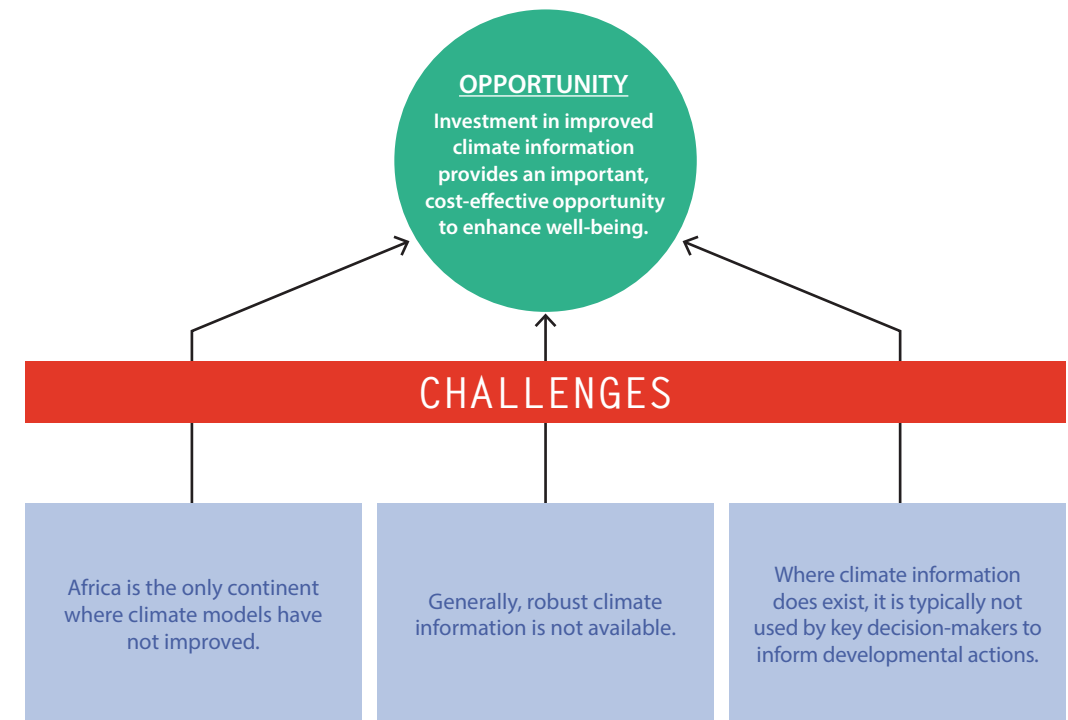 OPPORTUNITY
Investment in improved
climate information
provides an important,
cost-effective opportunity
to enhance well-being.
CHALLENGES
Africa is the only continent
where climate models have
not improved.
Generally, robust climate
information is not available.
Where climate information
does exist, it is typically not
used by key decision-makers to
inform developmental actions.